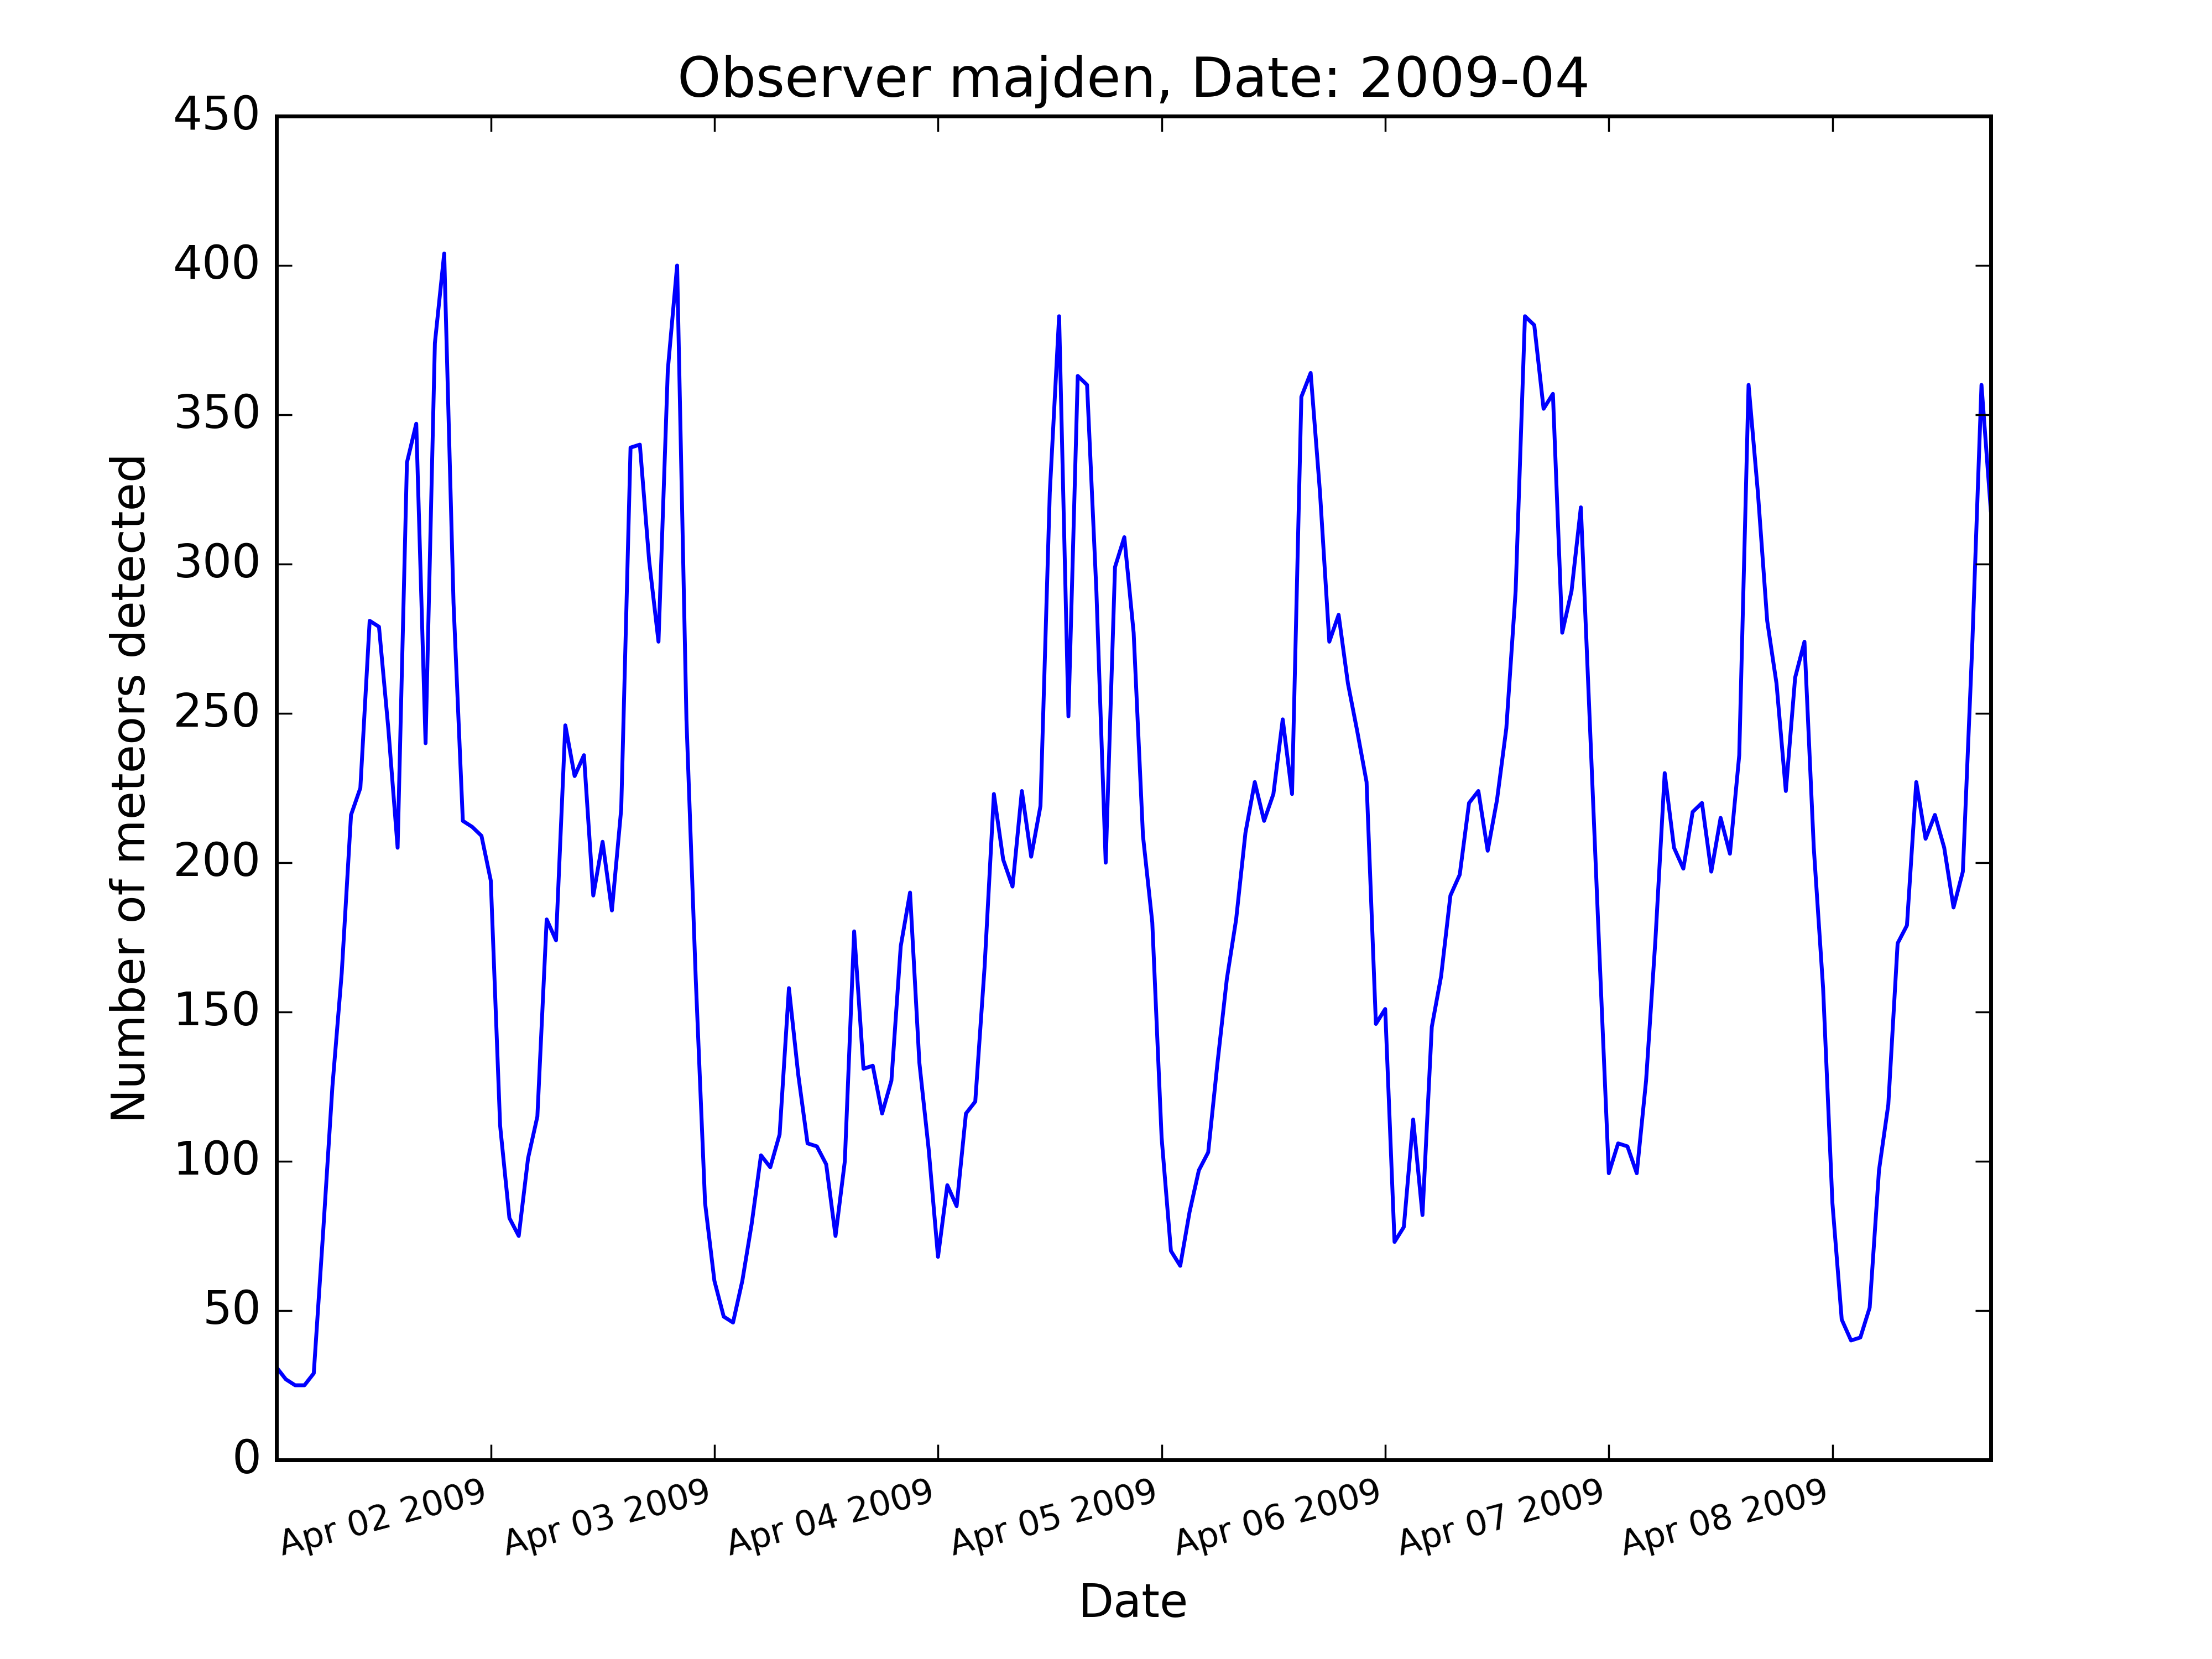 Observer majden, Date: 2009-04
Number of meteors detected
450
400
350
300
250
200
150
100
50
0
Apr 02 2009
Apr 03 2009
Apr 04 2009
Apr 05 2009
Apr 06 2009
Apr 07 2009
Apr 08 2009
Date